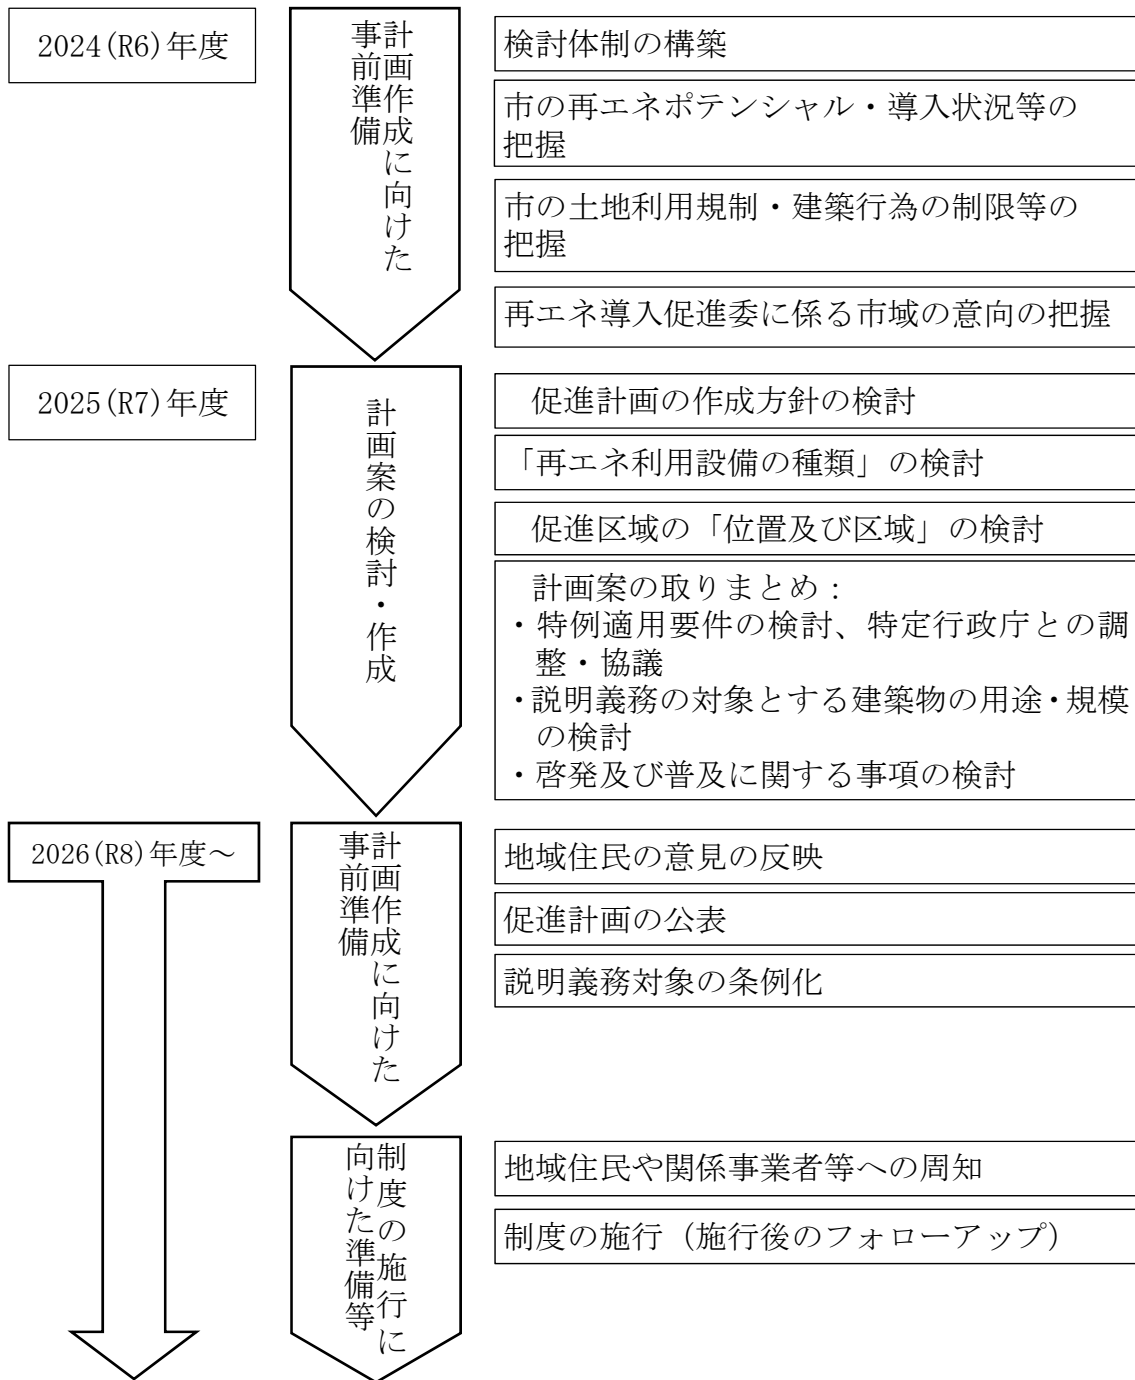 2024(R6)年度
計画作成に向けた
事前準備
検討体制の構築
市の再エネポテンシャル・導入状況等の
把握
市の土地利用規制・建築行為の制限等の
把握
再エネ導入促進委に係る市域の意向の把握
2025(R7)年度
計画案の検討・作成
促進計画の作成方針の検討
「再エネ利用設備の種類」の検討
促進区域の「位置及び区域」の検討
計画案の取りまとめ：
・特例適用要件の検討、特定行政庁との調
整・協議
・説明義務の対象とする建築物の用途・規模
の検討
・啓発及び普及に関する事項の検討
2026(R8)年度～
計画作成に向けた
事前準備
地域住民の意見の反映
促進計画の公表
説明義務対象の条例化
制度の施行に
向けた準備等
地域住民や関係事業者等への周知
制度の施行（施行後のフォローアップ）